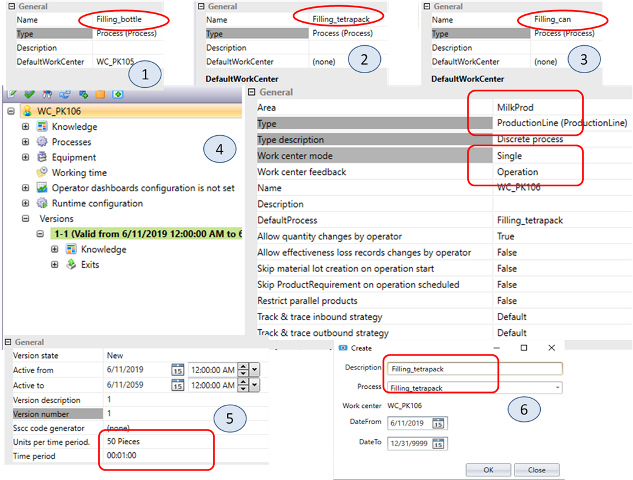 General
Name Filling_bottle
Type Process (Process)
Description
DefaultWorkCenter WC_PK105
1
General
Name Filling_tetrapack
Type Process (Process)
Description
DefaultWorkCenter (none)
2
DefaultWorkCenter
General
Name Filling_can
Type Process (Process)
Description
DefaultWorkCenter (none)
3
DefaultWorkCenter
WC_PK106
Knowledge
Processes
Equipment
Working time
Operator dashboards configuration is not set
Runtime configuration
Versions
1-1 (Valid from 6/11/2019 12:00:00 AM to 6
Knowledge
Exits
4
General
Area MilkProd
Type ProductionLine (ProductionLine)
Type description Discrete process
Work center mode Single
Work center feedback Operation
Name WC_PK106
Description
DefaultProcess Filling_tetrapack
Allow quantity changes by operator True
Allow effectiveness loss records changes by operator False
Skip material lot creation on operation start False
Skip ProductRequirement on operation scheduled False
Restrict parallel products False
Track & trace inbound strategy Default
Track & trace outbound strategy Default
General
Version state New
Active from 6/11/2019 15 12:00:00 AM
Active to 6/11/2059 15 12:00:00 AM
Version description 1
Version number 1
Sscc code generator (none)
Units per time period. 50 Pieces
Time period 00:01:00
5
Create
Description Filling_tetrapack
Process Filling_tetrapack
Work center WC_PK106
DateFrom 6/11/2019 15
DateTo 12/31/9999 15
6
OK Close